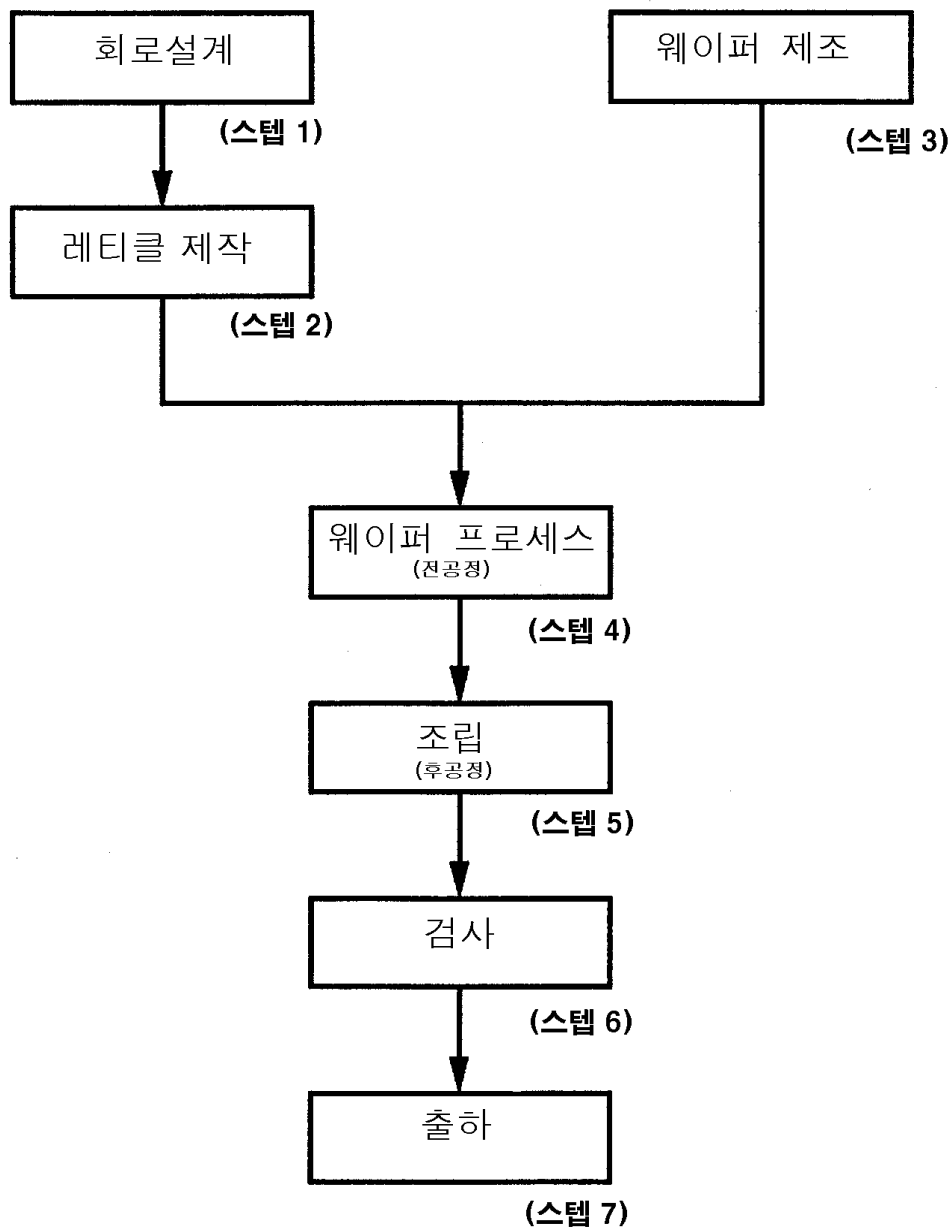 회로설계
(스텝 1)
웨이퍼 제조
(스텝 3)
레티클 제작
(스텝 2)
웨이퍼 프로세스
(전공정)
(스텝 4)
조립
(후공정)
(스텝 5)
검사
(스텝 6)
출하
(스텝 7)